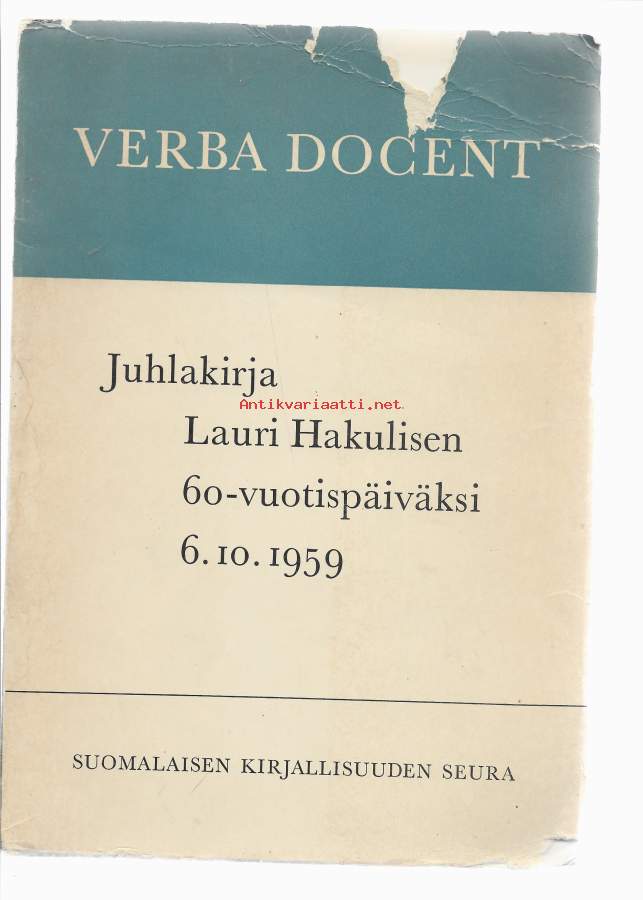 VERBA DOCENT
Juhlakirja
Antikvariaatti.net
Lauri Hakulisen
60-vuotispäiväksi
6.10.1959
SUOMALAISEN KIRJALLISUUDEN SEURA